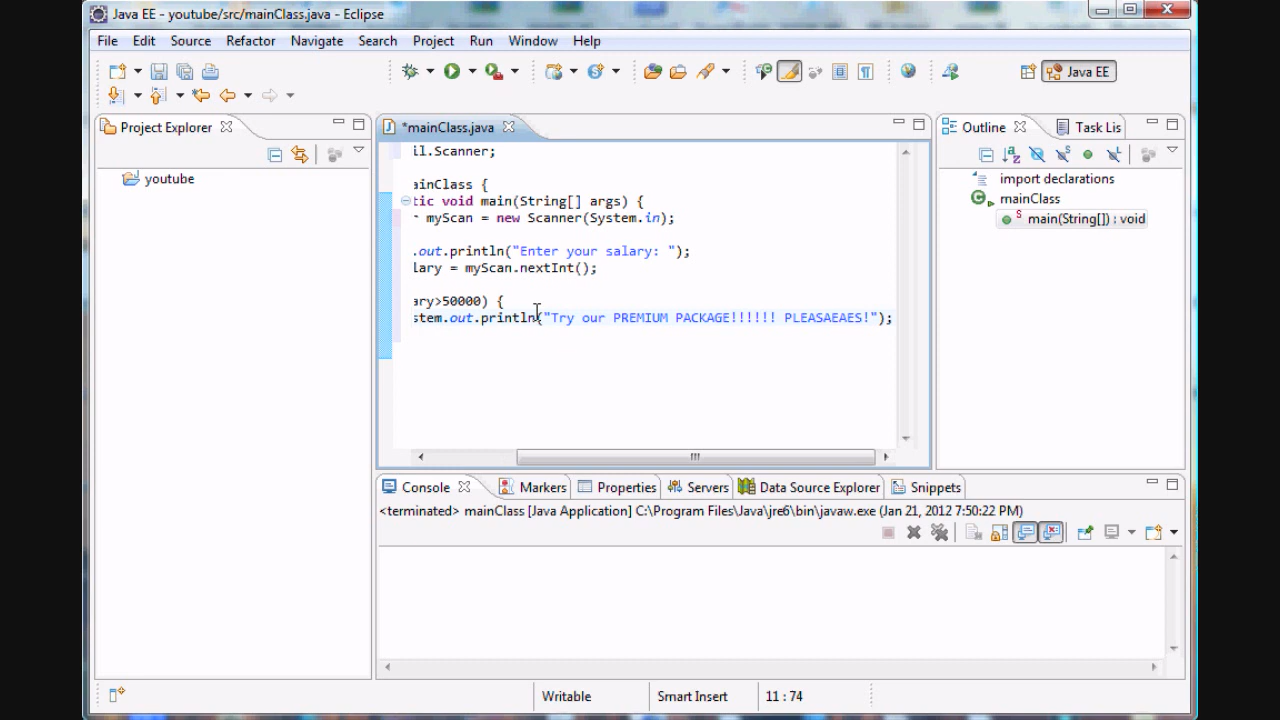 Java EE - youtube/src/mainClass.java - Eclipse
File Edit Source Refactor Navigate Search Project Run Window Help
Java EE
Project Explorer
youtube
*mainClass.java
il.Scanner;
ainClass {
tic void main(String[] args) {
r myScan = new Scanner(System.in);
.out.println("Enter your salary: ");
lary = myScan.nextInt();
ary>50000) {
stem.out.println("Try our PREMIUM PACKAGE!!!!!! PLEASAEAES!");
Outline Task Lis
import declarations
mainClass
main(String[]) : void
Console Markers Properties Servers Data Source Explorer Snippets
<terminated> mainClass [Java Application] C:\Program Files\Java\jre6\bin\javaw.exe (Jan 21, 2012 7:50:22 PM)
Writable Smart Insert 11 : 74